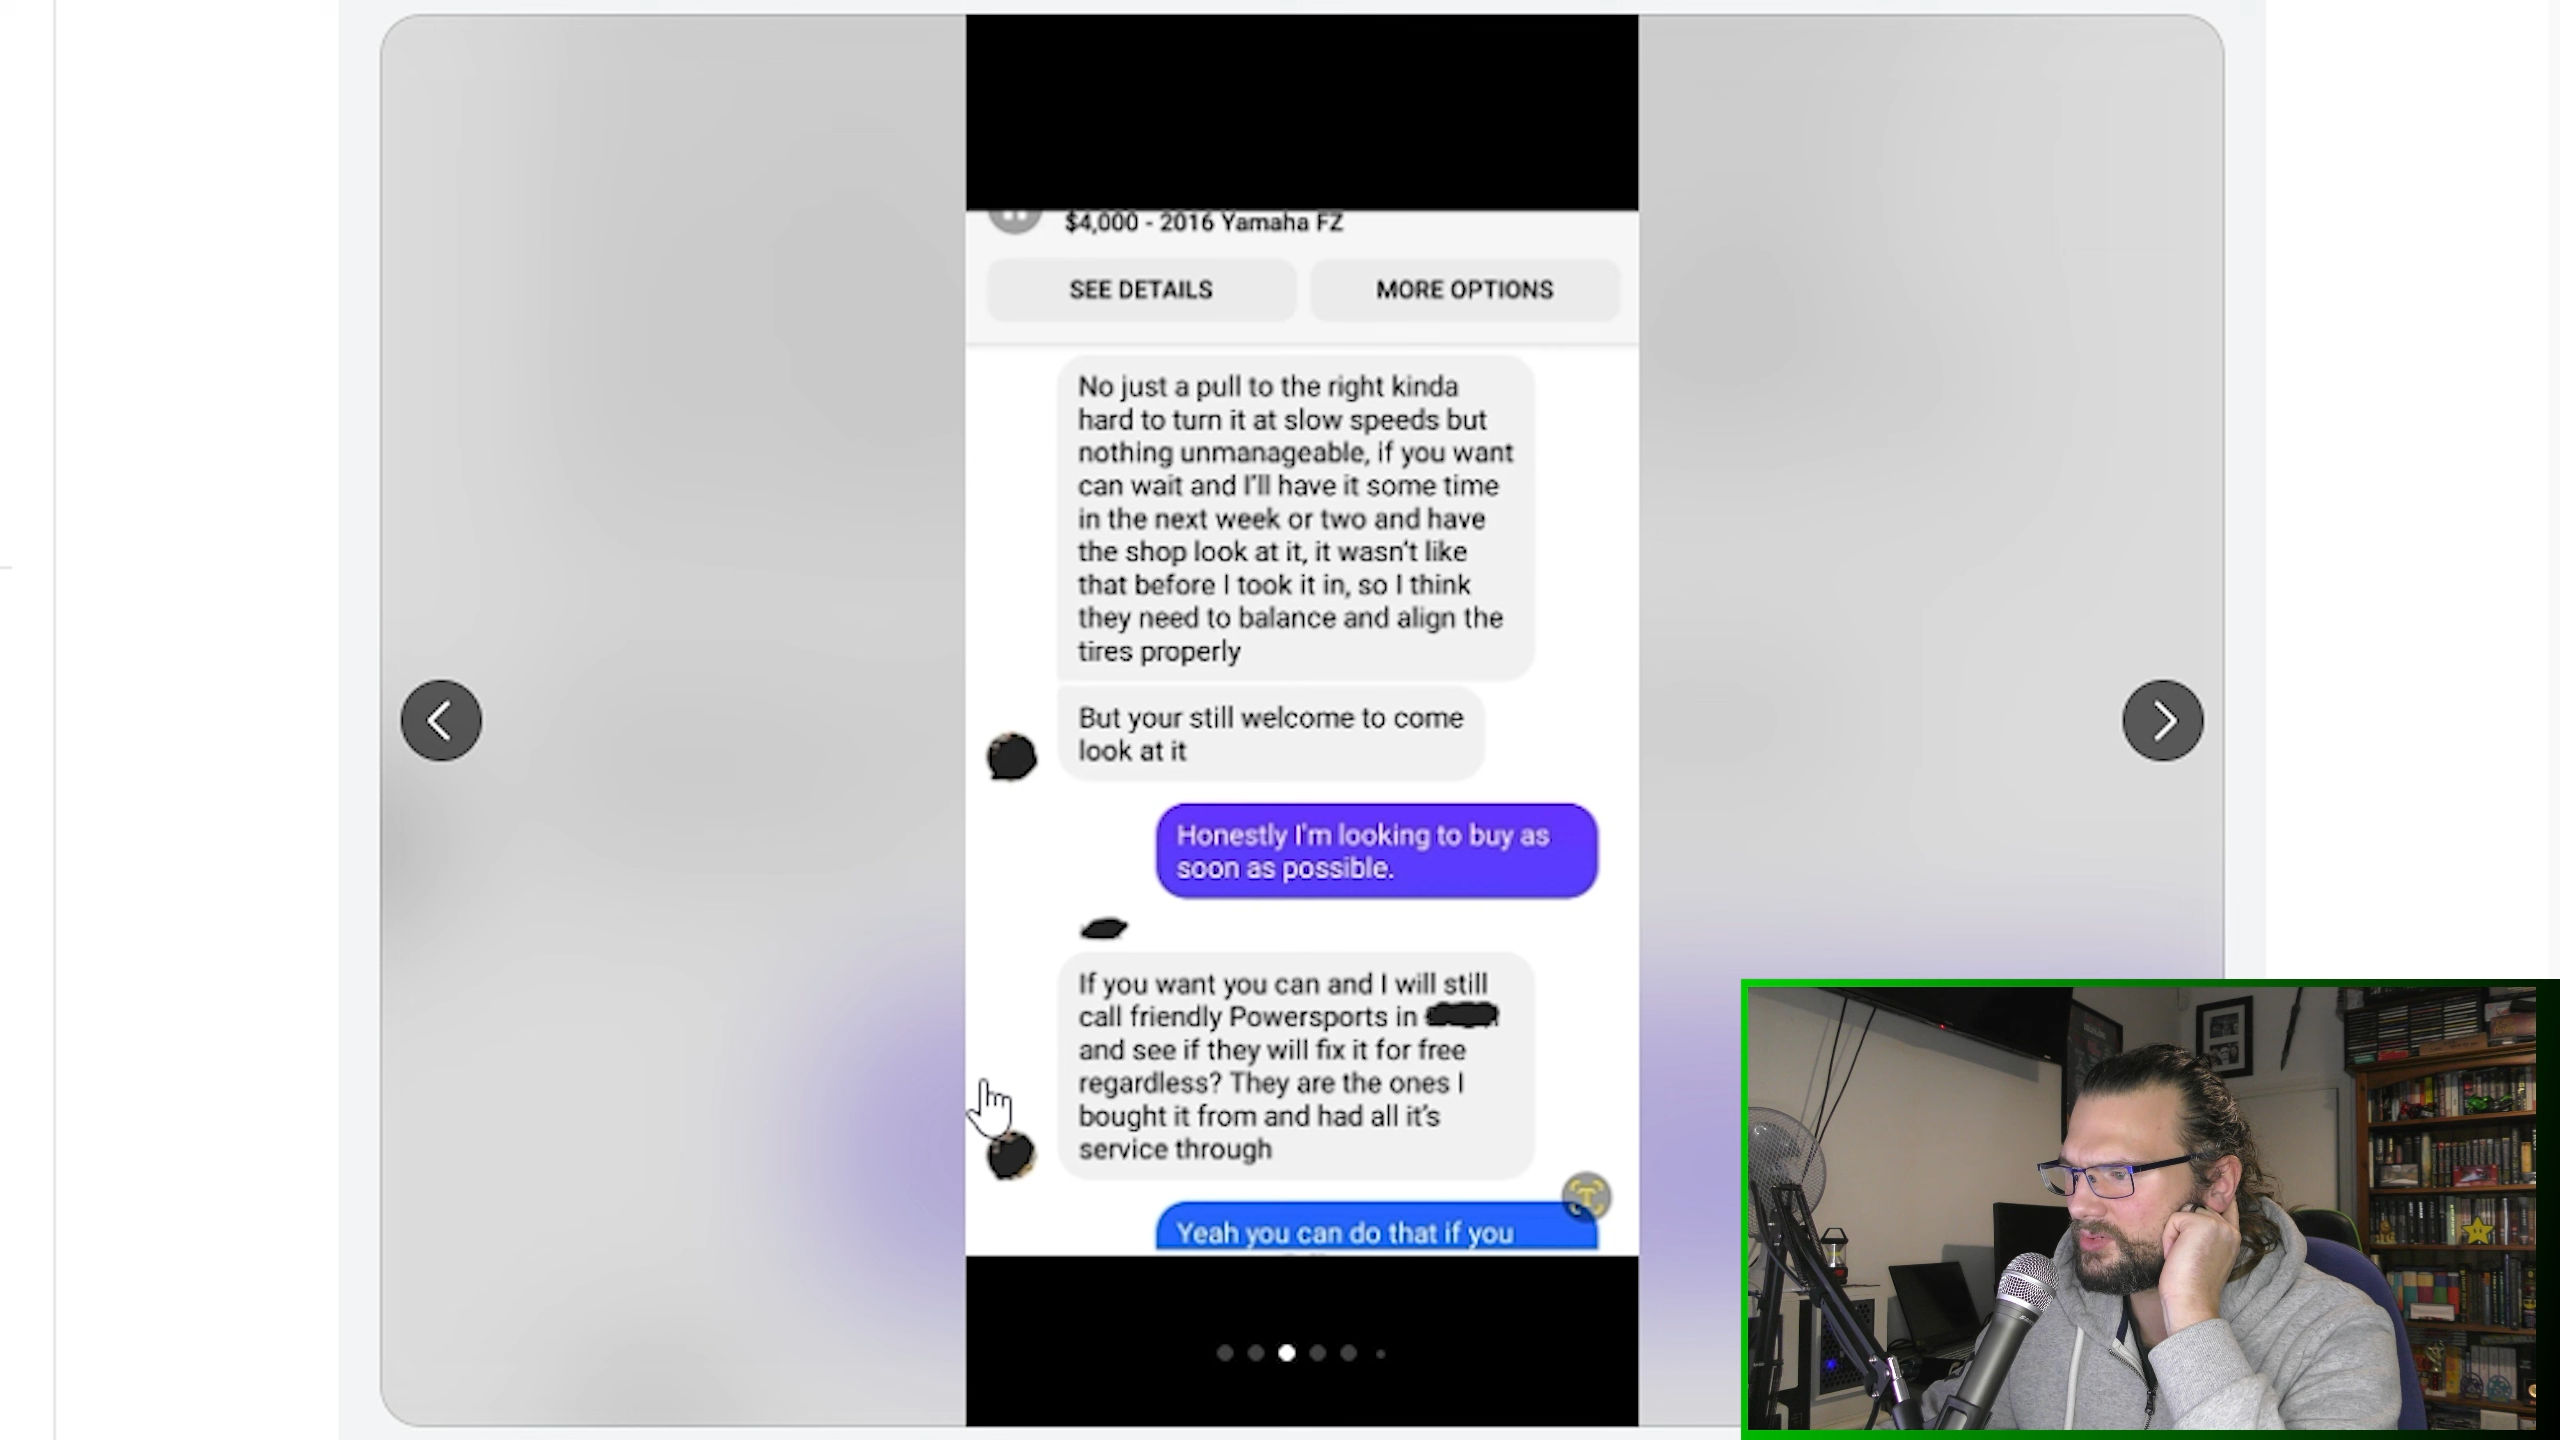 $4,000 - 2016 Yamaha FZ
SEE DETAILS
MORE OPTIONS
No just a pull to the right kinda
hard to turn it at slow speeds but
nothing unmanageable, if you want
can wait and I'll have it some time
in the next week or two and have
the shop look at it, it wasn't like
that before I took it in, so I think
they need to balance and align the
tires properly
But your still welcome to come
look at it
Honestly I'm looking to buy as
soon as possible.
If you want you can and I will still
call friendly Powersports in
and see if they will fix it for free
regardless? They are the ones I
bought it from and had all it's
service through
Yeah you can do that if you